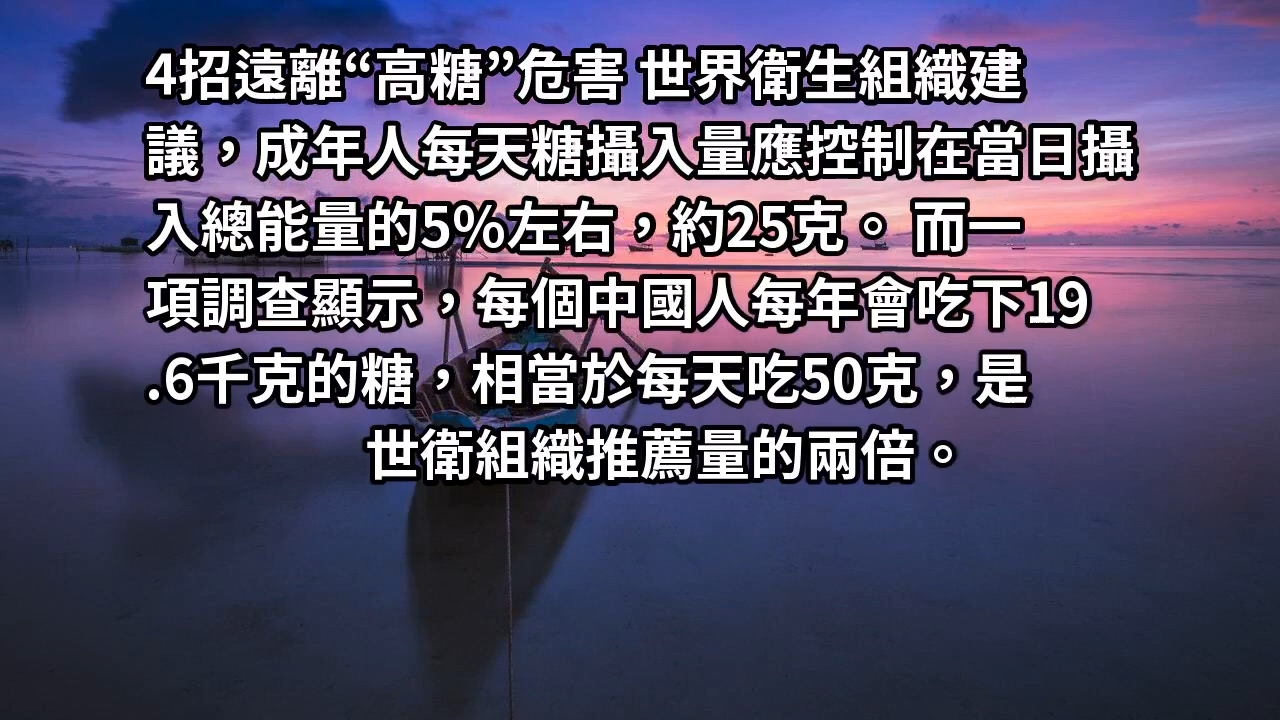 4招遠離“高糖”危害 世界衛生組織建
議，成年人每天糖攝入量應控制在當日攝
入總能量的5%左右，約25克。 而一
項調查顯示，每個中國人每年會吃下19
.6千克的糖，相當於每天吃50克，是
世衛組織推薦量的兩倍。